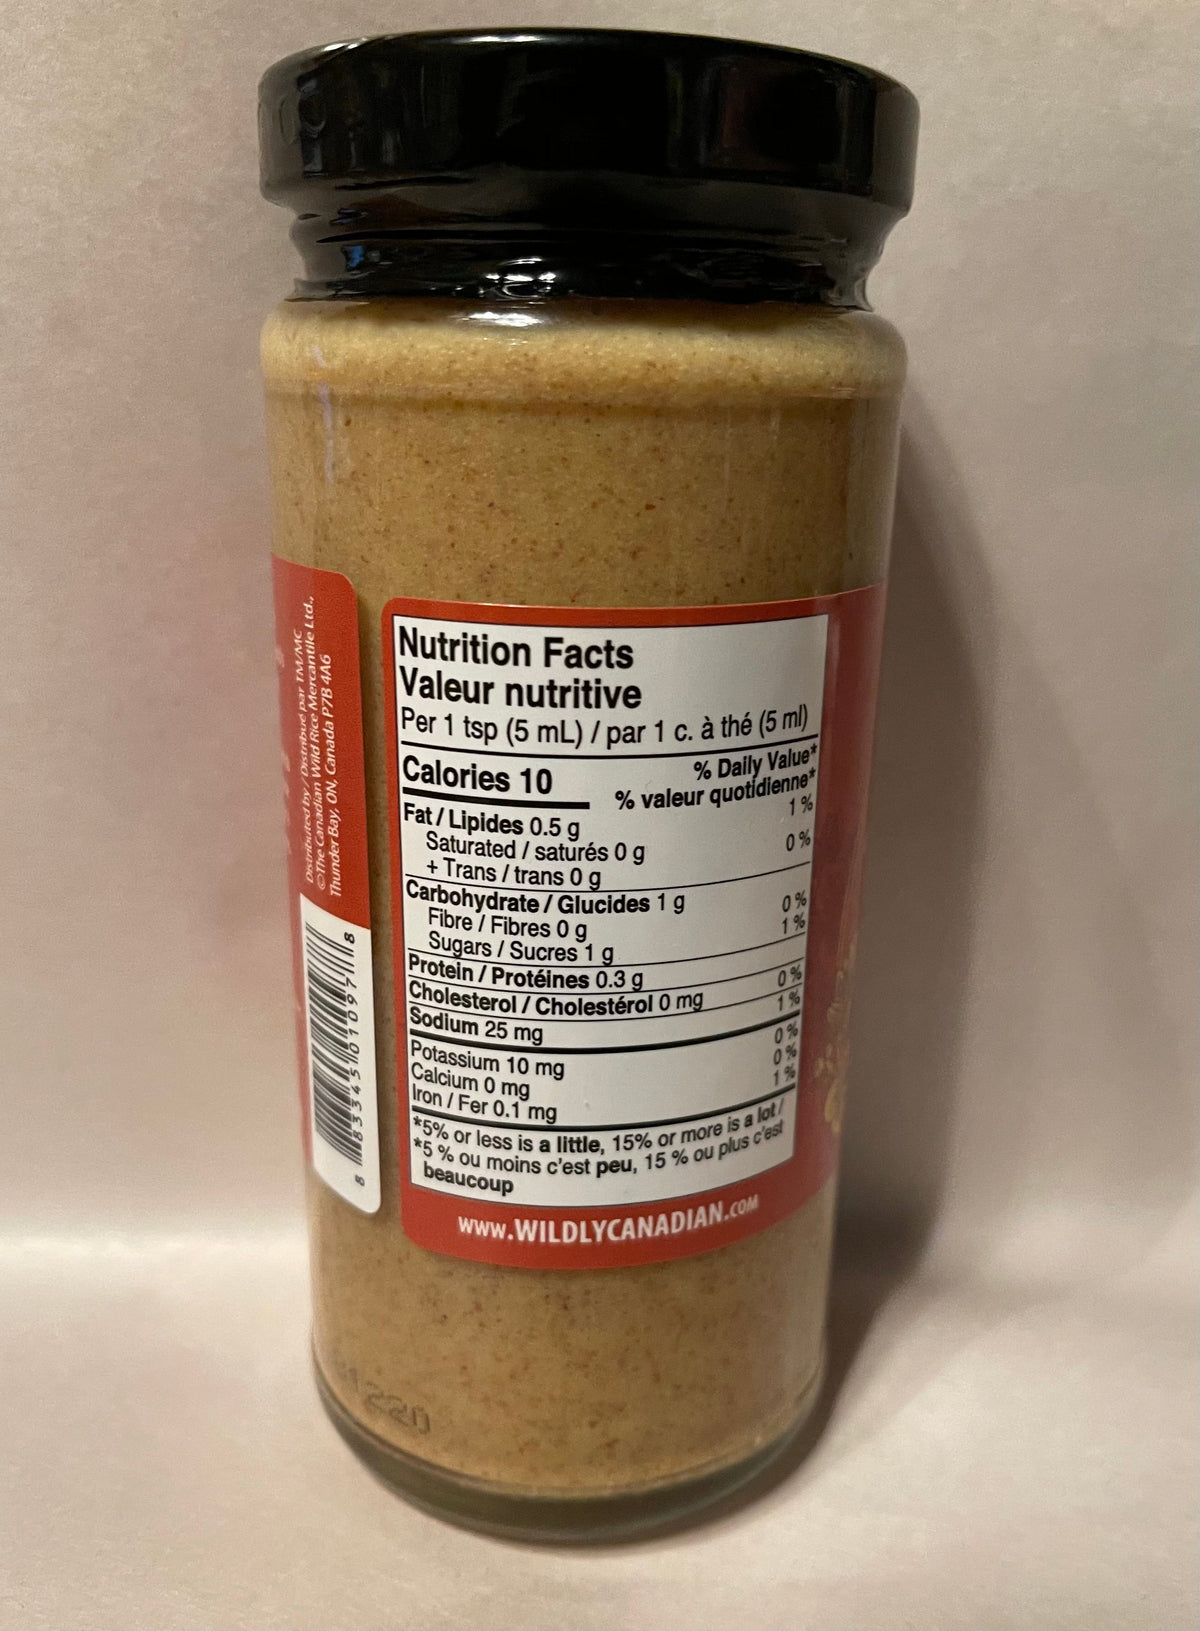 Distributed by / Distribué par TM/MC
©The Canadian Wild Rice Mercantile Ltd.,
Thunder Bay, ON, Canada P7B 4A6
8 83345 01097 8
Nutrition Facts
Valeur nutritive
Per 1 tsp (5 mL) / par 1 c. à thé (5 ml)
Calories 10
% Daily Value*
% valeur quotidienne*
Fat / Lipides 0.5 g 1 %
Saturated / saturés 0 g 0 %
+ Trans / trans 0 g
Carbohydrate / Glucides 1 g
Fibre / Fibres 0 g 0 %
Sugars / Sucres 1 g 1 %
Protein / Protéines 0.3 g
Cholesterol / Cholestérol 0 mg 0 %
Sodium 25 mg 1 %
Potassium 10 mg 0 %
Calcium 0 mg 0 %
Iron / Fer 0.1 mg 1 %
*5% or less is a little, 15% or more is a lot /
*5 % ou moins c'est peu, 15 % ou plus c'est
beaucoup
www.WILDLYCANADIAN.COM